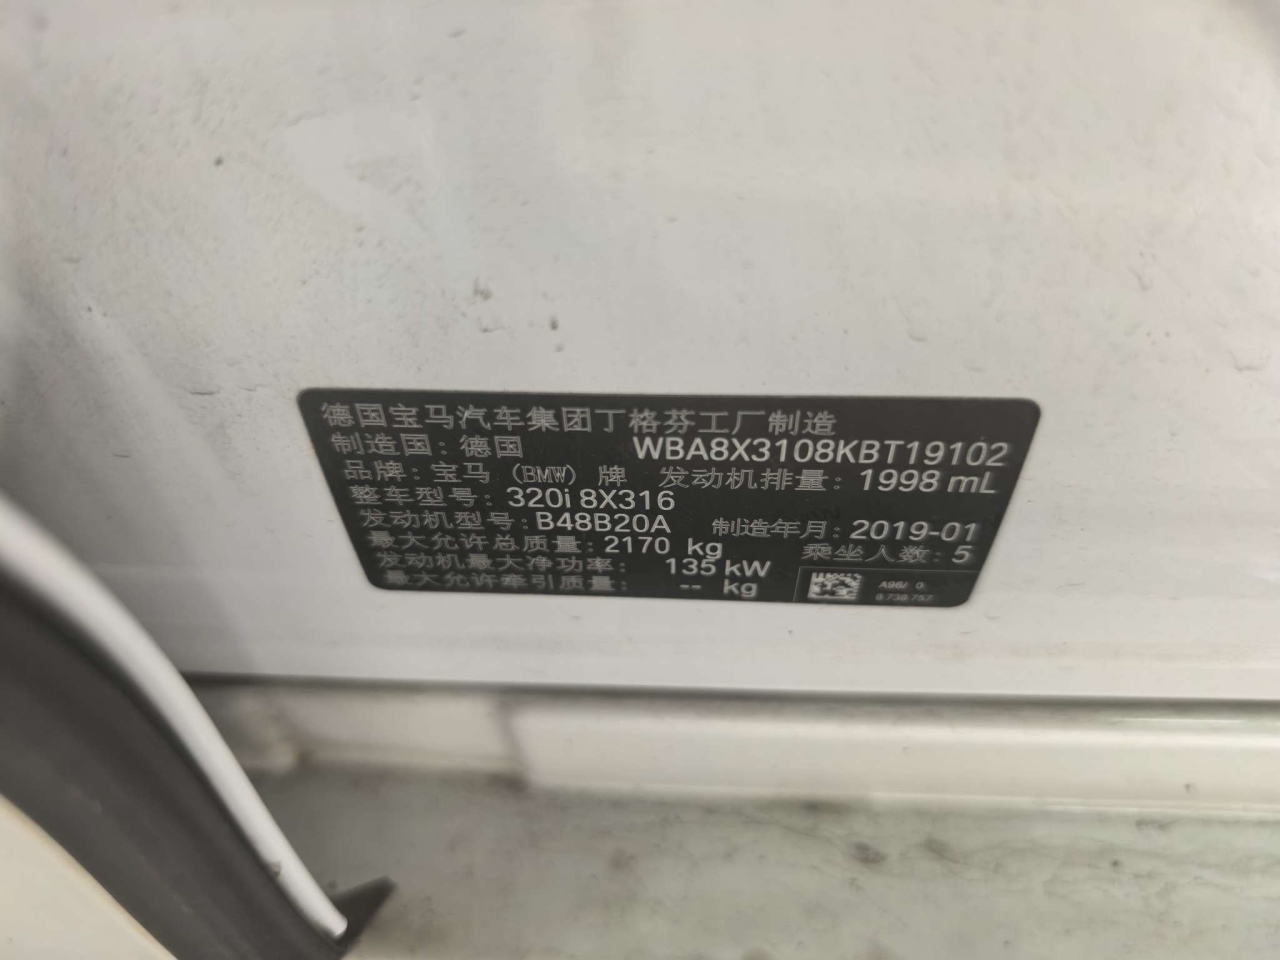 德国宝马汽车集团丁格芬工厂制造
制造国：德国 WBA8X3108KBT19102
品牌：宝马 (BMW) 牌 发动机排量：1998 mL
整车型号：320i 8X316
发动机型号：B48B20A 制造年月：2019-01
最大允许总质量：2170 kg 乘坐人数：5
发动机最大净功率： 135 kW
最大允许牵引质量： -- kg
8 738 757